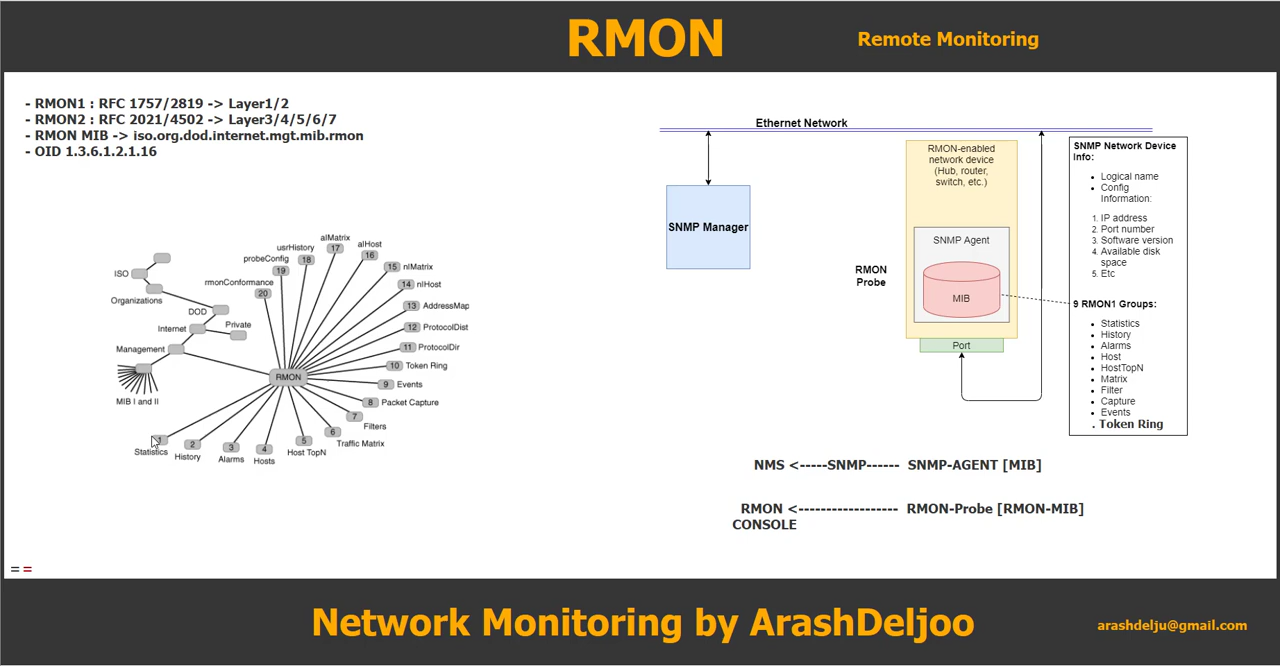 RMON
Remote Monitoring
- RMON1 : RFC 1757/2819 -> Layer1/2
- RMON2 : RFC 2021/4502 -> Layer3/4/5/6/7
- RMON MIB -> iso.org.dod.internet.mgt.mib.rmon
- OID 1.3.6.1.2.1.16
ISO
Organizations
DOD
Internet
Private
Management
MIB I and II
RMON
rmonConformance
20
probeConfig
19
usrHistory
18
alMatrix
17
alHost
16
15 nlMatrix
14 nlHost
13 AddressMap
12 ProtocolDist
11 ProtocolDir
10 Token Ring
9 Events
8 Packet Capture
7
Filters
6
Traffic Matrix
5
Host TopN
4
Hosts
3
Alarms
2
History
1
Statistics
Ethernet Network
SNMP Manager
RMON-enabled
network device
(Hub, router,
switch, etc.)
SNMP Agent
MIB
RMON
Probe
Port
SNMP Network Device
Info:
• Logical name
• Config
Information:
1. IP address
2. Port number
3. Software version
4. Available disk
space
5. Etc
9 RMON1 Groups:
• Statistics
• History
• Alarms
• Host
• HostTopN
• Matrix
• Filter
• Capture
• Events
. Token Ring
NMS <-----SNMP------ SNMP-AGENT [MIB]
RMON <------------------ RMON-Probe [RMON-MIB]
CONSOLE
= =
Network Monitoring by ArashDeljoo
arashdelju@gmail.com